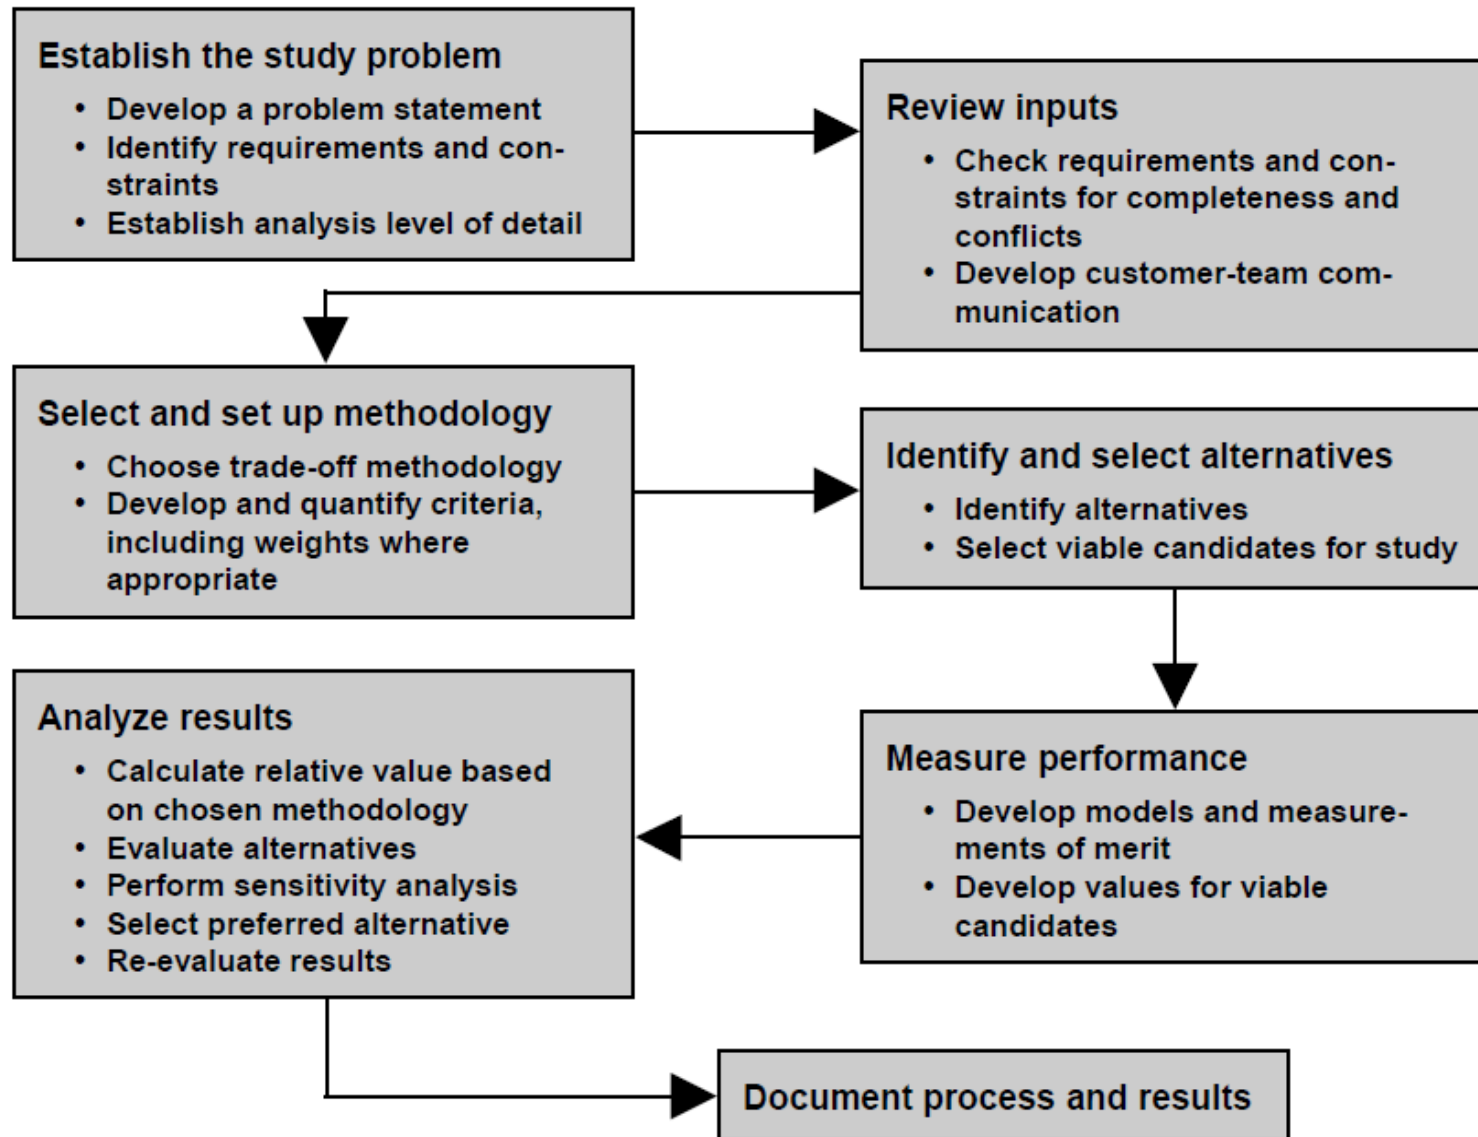 Establish the study problem
• Develop a problem statement
• Identify requirements and con-
straints
• Establish analysis level of detail
Review inputs
• Check requirements and con-
straints for completeness and
conflicts
• Develop customer-team com-
munication
Select and set up methodology
• Choose trade-off methodology
• Develop and quantify criteria,
including weights where
appropriate
Identify and select alternatives
• Identify alternatives
• Select viable candidates for study
Measure performance
• Develop models and measure-
ments of merit
• Develop values for viable
candidates
Analyze results
• Calculate relative value based
on chosen methodology
• Evaluate alternatives
• Perform sensitivity analysis
• Select preferred alternative
• Re-evaluate results
Document process and results